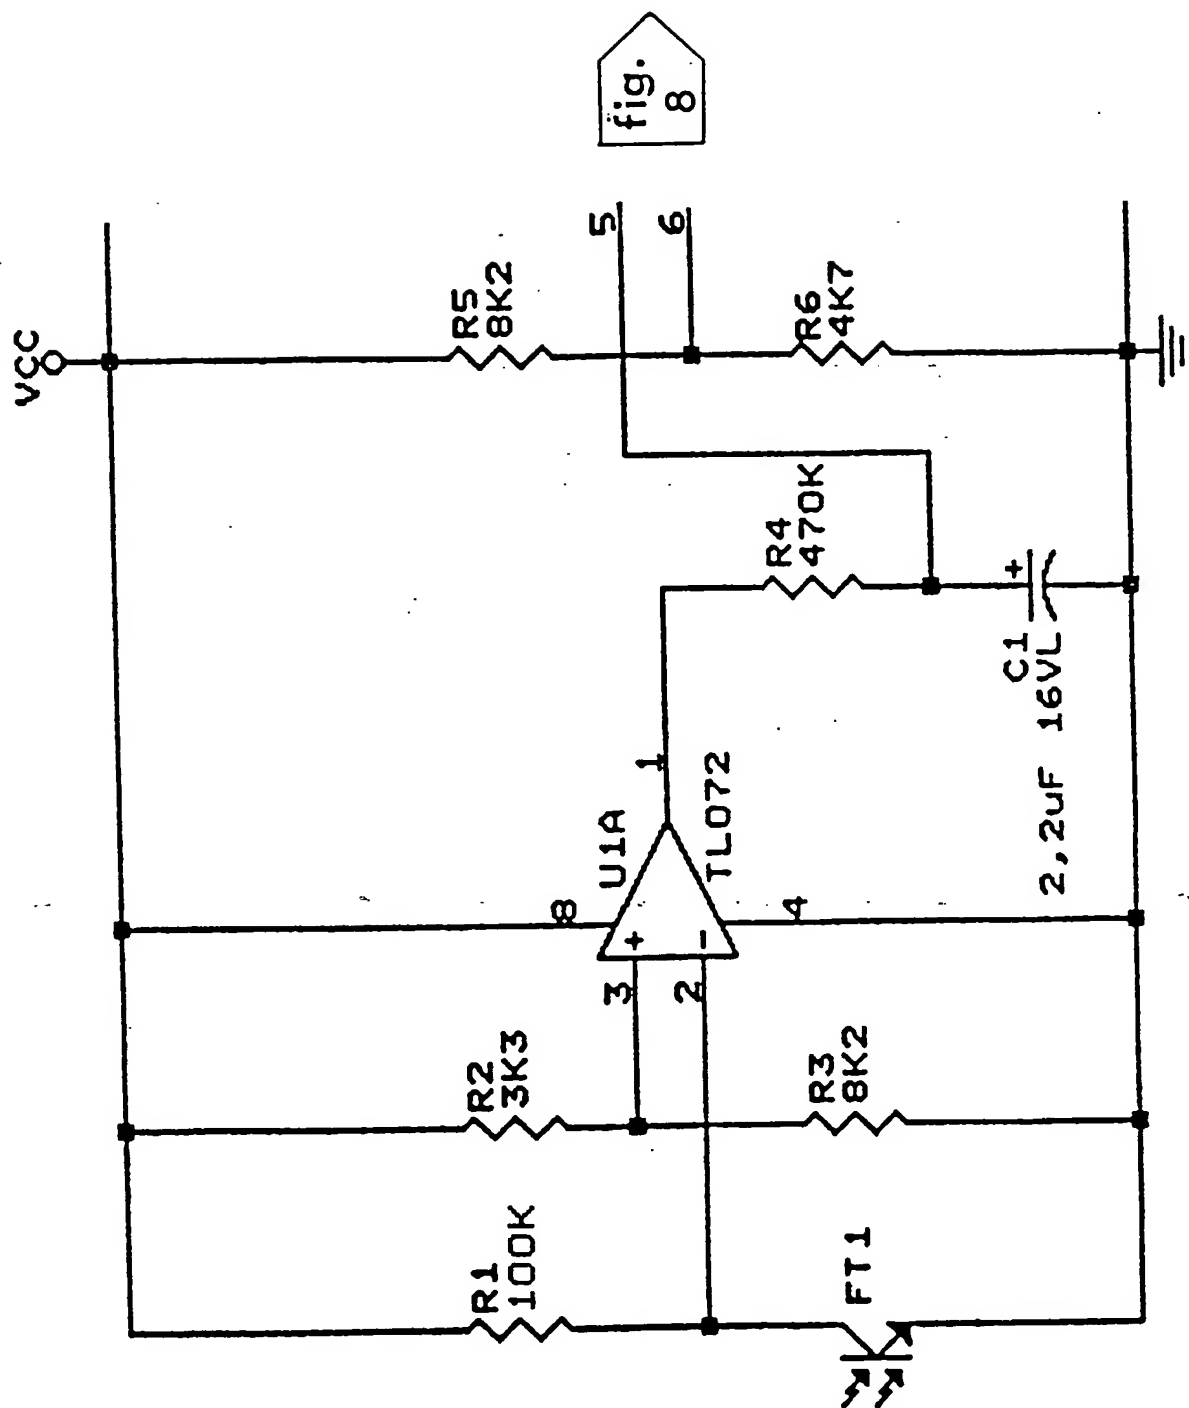 VCC
fig.
8
5
6
R5
8K2
R6
4K7
R4
470K
C1
2,2uF 16VL
1
U1A
TL072
8
4
+
-
3
2
+
R2
3K3
R3
8K2
R1
100K
FT1